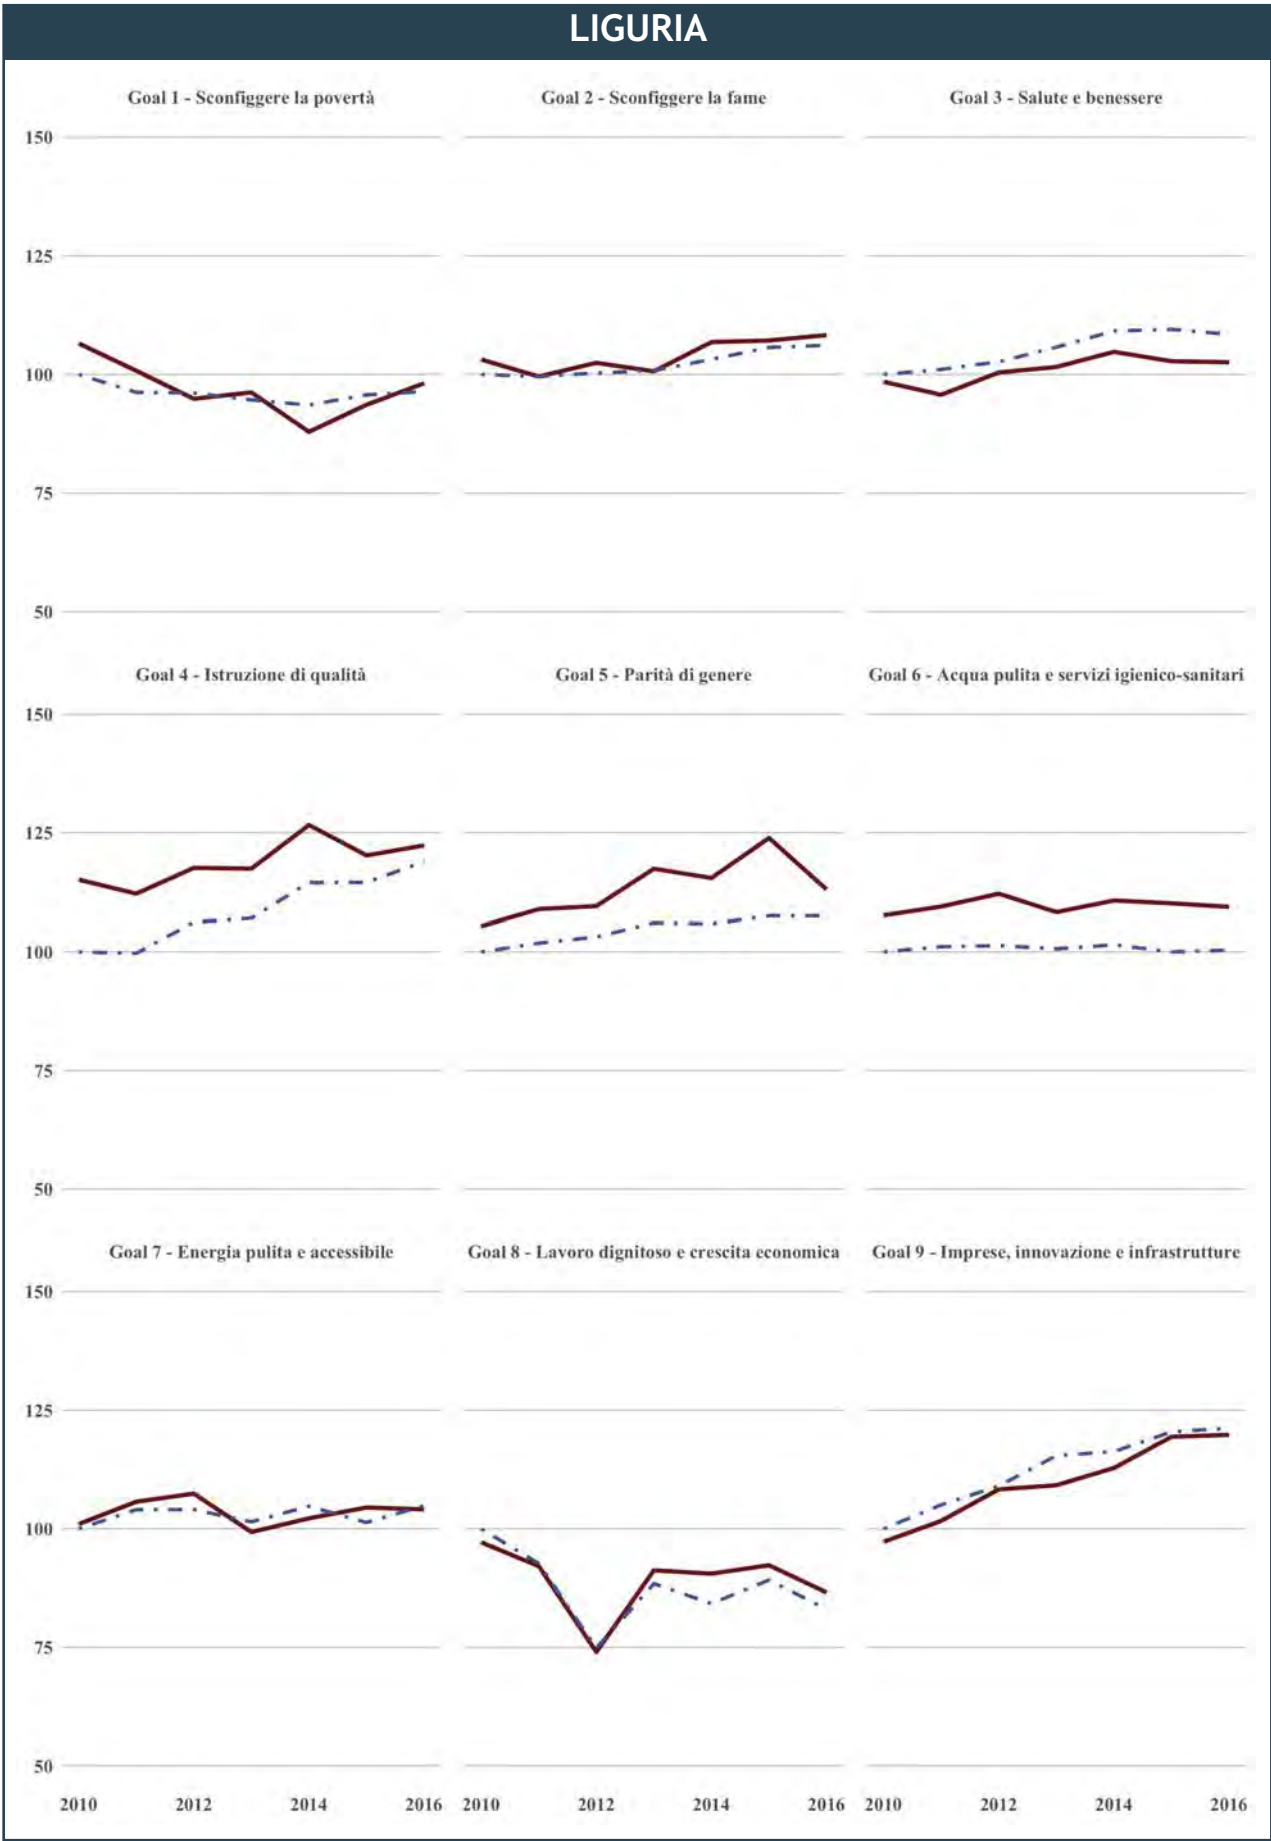 LIGURIA
Goal 1 - Sconfiggere la povertà
Goal 2 - Sconfiggere la fame
Goal 3 - Salute e benessere
150
125
100
75
50
Goal 4 - Istruzione di qualità
Goal 5 - Parità di genere
Goal 6 - Acqua pulita e servizi igienico-sanitari
150
125
100
75
50
Goal 7 - Energia pulita e accessibile
Goal 8 - Lavoro dignitoso e crescita economica
Goal 9 - Imprese, innovazione e infrastrutture
150
125
100
75
50
2010 2012 2014 2016
2010 2012 2014 2016
2010 2012 2014 2016